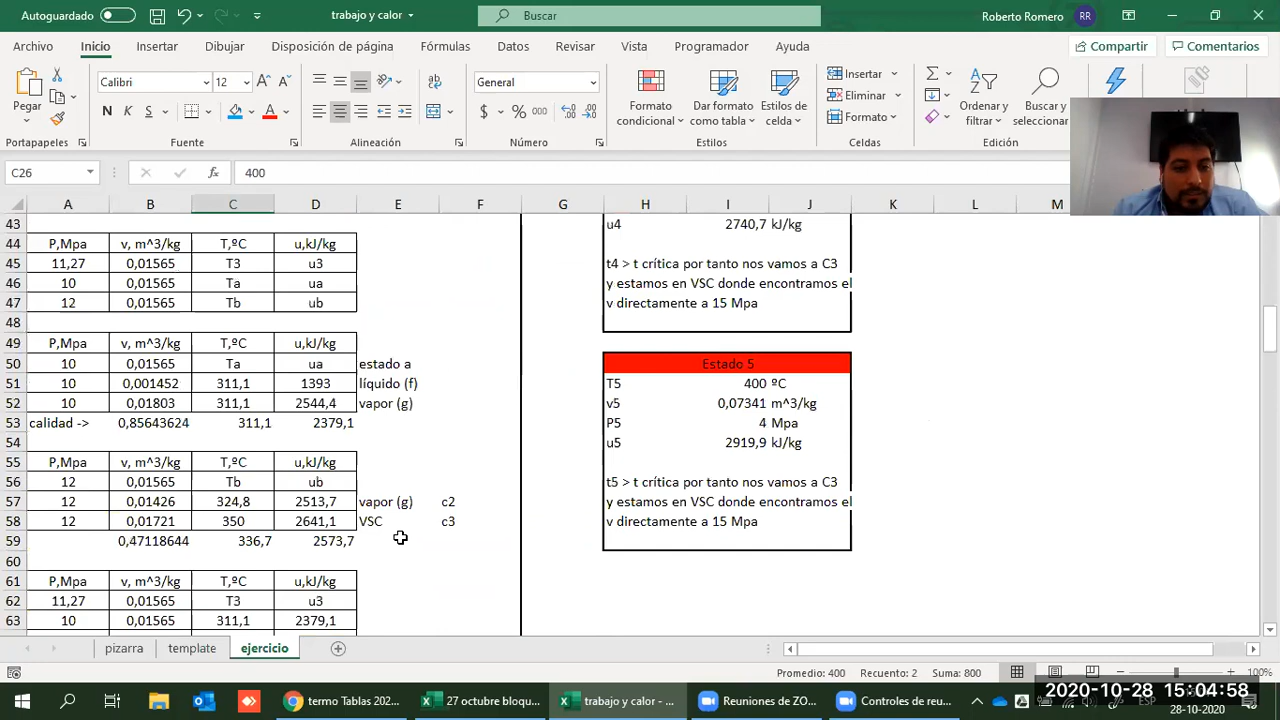 Autoguardado
trabajo y calor
Buscar
Roberto Romero
RR
Archivo Inicio Insertar Dibujar Disposición de página Fórmulas Datos Revisar Vista Programador Ayuda
Compartir Comentarios
Pegar
Calibri 12
N K S
General
$ % 000
Formato condicional
Dar formato como tabla
Estilos de celda
Insertar
Eliminar
Formato
Ordenar y filtrar
Buscar y seleccionar
Portapapeles Fuente Alineación Número Estilos Celdas Edición
C26 fx 400
A B C D E F G H I J K L M
43 u4 2740,7 kJ/kg
44 P,Mpa v, m^3/kg T,ºC u,kJ/kg
45 11,27 0,01565 T3 u3 t4 > t crítica por tanto nos vamos a C3
46 10 0,01565 Ta ua y estamos en VSC donde encontramos el
47 12 0,01565 Tb ub v directamente a 15 Mpa
48
49 P,Mpa v, m^3/kg T,ºC u,kJ/kg
50 10 0,01565 Ta ua estado a Estado 5
51 10 0,001452 311,1 1393 líquido (f) T5 400 ºC
52 10 0,01803 311,1 2544,4 vapor (g) v5 0,07341 m^3/kg
53 calidad -> 0,85643624 311,1 2379,1 P5 4 Mpa
54 u5 2919,9 kJ/kg
55 P,Mpa v, m^3/kg T,ºC u,kJ/kg
56 12 0,01565 Tb ub t5 > t crítica por tanto nos vamos a C3
57 12 0,01426 324,8 2513,7 vapor (g) c2 y estamos en VSC donde encontramos el
58 12 0,01721 350 2641,1 VSC c3 v directamente a 15 Mpa
59 0,47118644 336,7 2573,7
60
61 P,Mpa v, m^3/kg T,ºC u,kJ/kg
62 11,27 0,01565 T3 u3
63 10 0,01565 311,1 2379,1
pizarra template ejercicio
Promedio: 400 Recuento: 2 Suma: 800
100%
termo Tablas 202...
27 octubre bloqu...
trabajo y calor - ...
Reuniones de ZO...
Controles de reu...
ESP
2020-10-28 15:04:58
28-10-2020